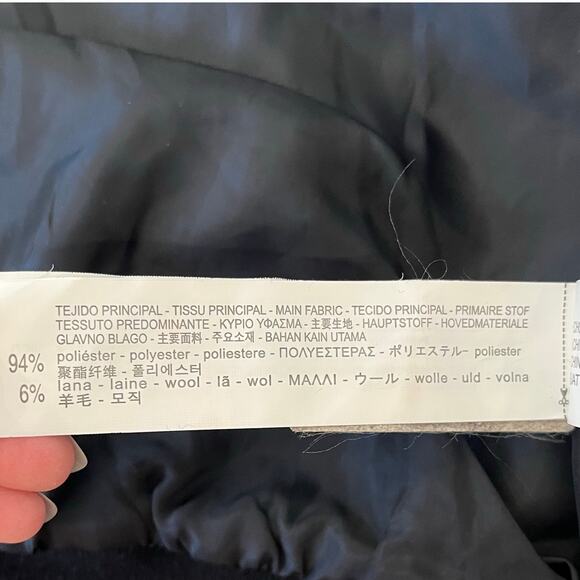 TEJIDO PRINCIPAL - TISSU PRINCIPAL - MAIN FABRIC - TECIDO PRINCIPAL - PRIMAIRE STOF
TESSUTO PREDOMINANTE - ΚΥΡΙΟ ΥΦΑΣΜΑ - 主要生地 - HAUPTSTOFF - HOVEDMATERIALE
GLAVNO BLAGO - 主要面料 - 주요소재 - BAHAN KAIN UTAMA
94% poliéster - polyester - poliestere - ΠΟΛΥΕΣΤΕΡΑΣ - ポリエステル - poliester
聚酯纤维 - 폴리에스터
6% lana - laine - wool - lã - wol - ΜΑΛΛΙ - ウール - wolle - uld - volna
羊毛 - 모직